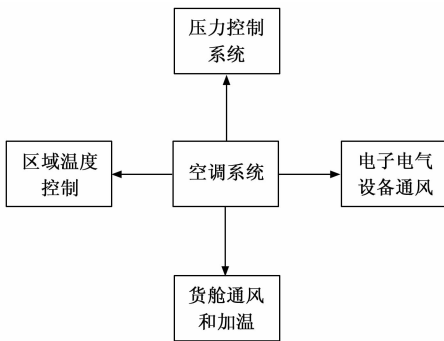 压力控制
系统
区域温度
控制
空调系统
电子电气
设备通风
货舱通风
和加温